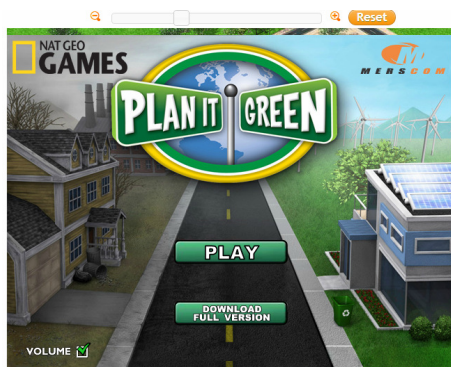 Reset
NAT GEO
GAMES
MERSCOM
PLAN IT GREEN
PLAY
DOWNLOAD
FULL VERSION
VOLUME